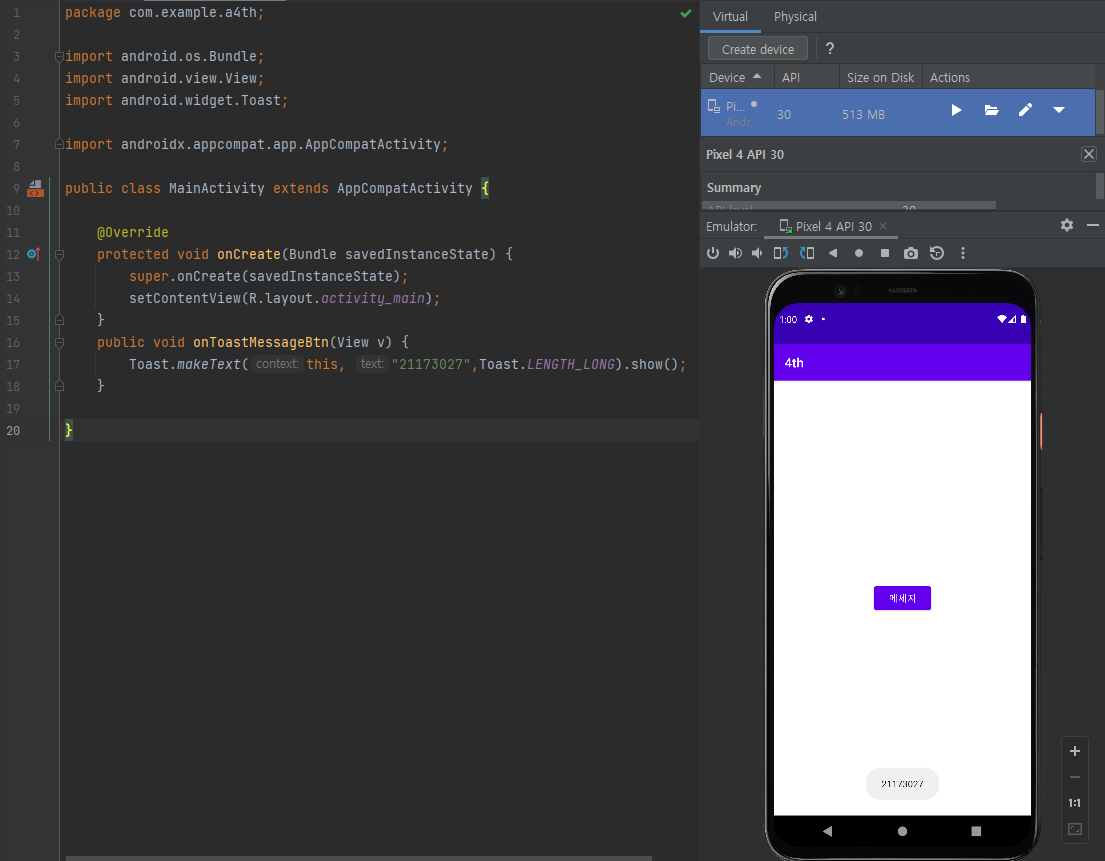 1 package com.example.a4th;
2
3 import android.os.Bundle;
4 import android.view.View;
5 import android.widget.Toast;
6
7 import androidx.appcompat.app.AppCompatActivity;
8
9 public class MainActivity extends AppCompatActivity {
10
11 @Override
12 protected void onCreate(Bundle savedInstanceState) {
13 super.onCreate(savedInstanceState);
14 setContentView(R.layout.activity_main);
15 }
16 public void onToastMessageBtn(View v) {
17 Toast.makeText( context: this, text: "21173027",Toast.LENGTH_LONG).show();
18 }
19
20 }
Virtual Physical
Create device ?
Device API Size on Disk Actions
Pi... 30 513 MB
Andr...
Pixel 4 API 30
Summary
API level 30
Emulator: Pixel 4 API 30
1:00
4th
메세지
21173027
1:1